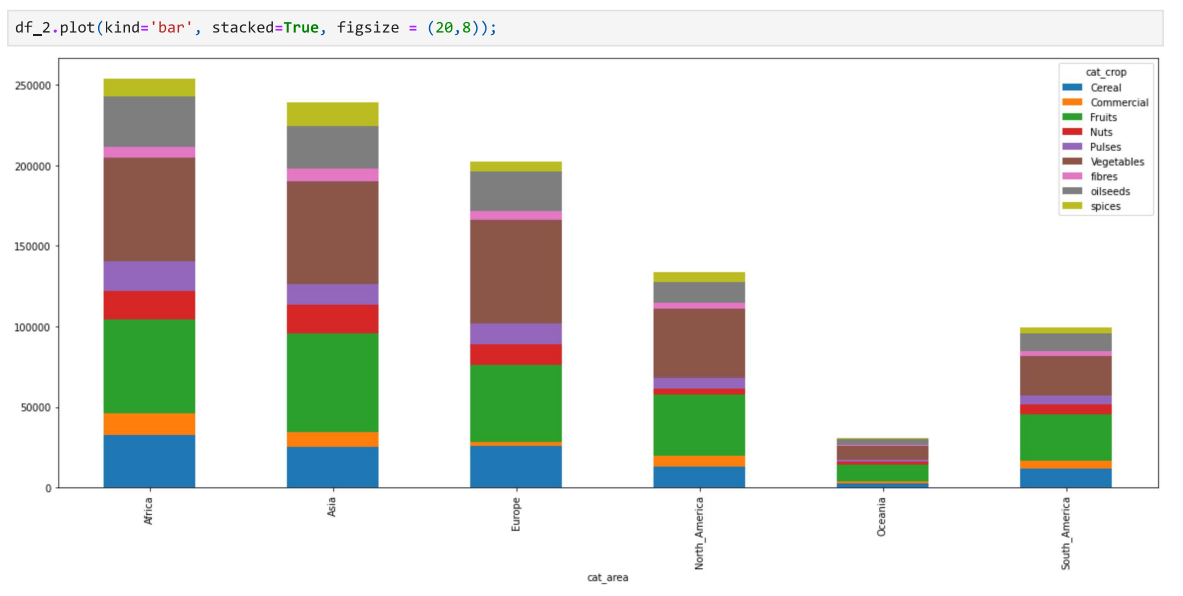 df_2.plot(kind='bar', stacked=True, figsize = (20,8));
cat_crop
Cereal
Commercial
Fruits
Nuts
Pulses
Vegetables
fibres
oilseeds
spices
250000
200000
150000
100000
50000
0
Africa
Asia
Europe
North_America
Oceania
South_America
cat_area